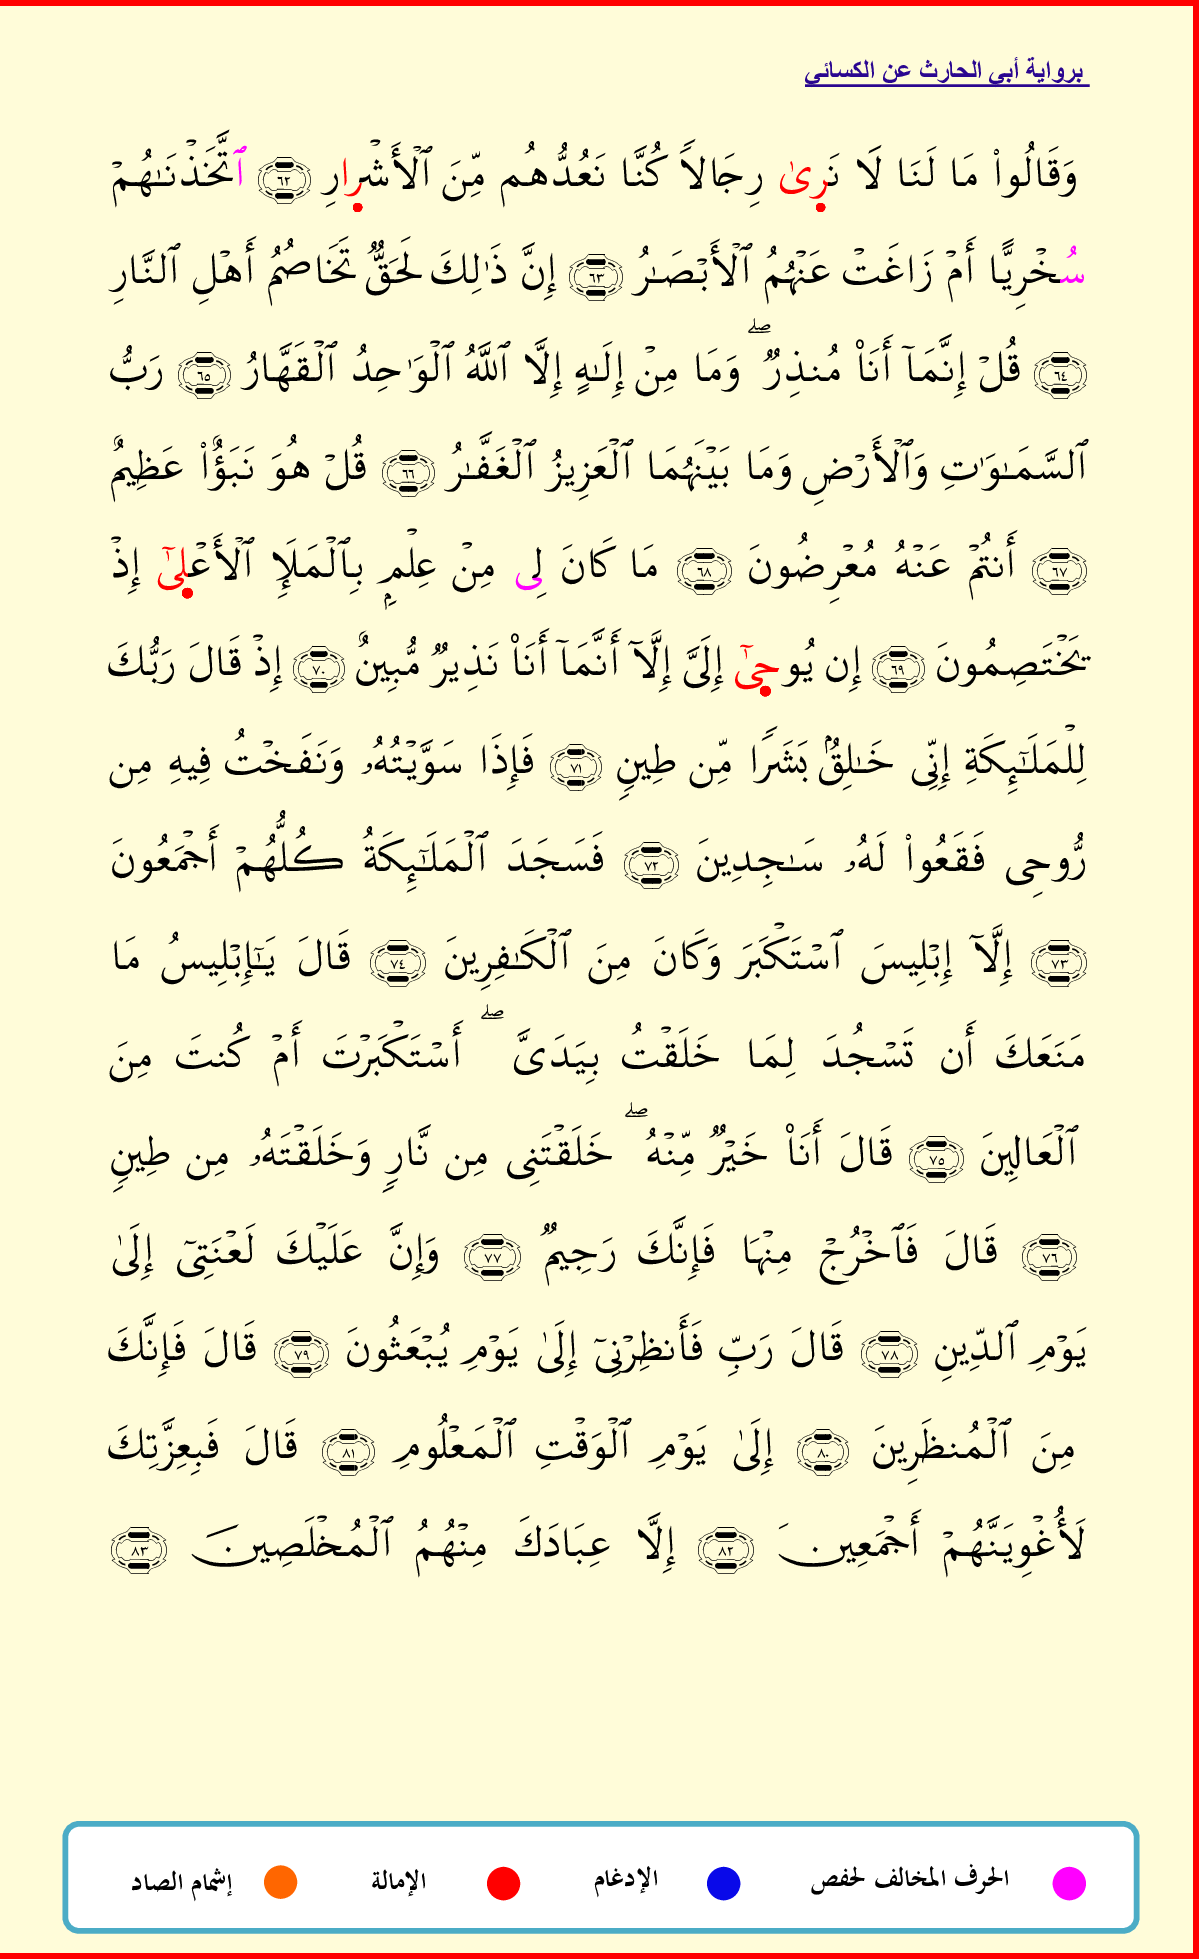 برواية أبي الحارث عن الكسائي
وَقَالُوا۟ مَا لَنَا لَا نَرِىٰ رِجَالاً كُنَّا نَعُدُّهُم مِّنَ ٱلْأَشْرِارِ ٦٢ ٱتَّخَذْنَـٰهُمْ
سُخْرِيًّا أَمْ زَاغَتْ عَنْهُمُ ٱلْأَبْصَـٰرُ ٦٣ إِنَّ ذَٰلِكَ لَحَقٌّ تَخَاصُمُ أَهْلِ ٱلنَّارِ
٦٤ قُلْ إِنَّمَآ أَنَا۠ مُنذِرٌ ۖ وَمَا مِنْ إِلَـٰهٍ إِلَّا ٱللَّهُ ٱلْوَٰحِدُ ٱلْقَهَّارُ ٦٥ رَبُّ
ٱلسَّمَـٰوَٰتِ وَٱلْأَرْضِ وَمَا بَيْنَهُمَا ٱلْعَزِيزُ ٱلْغَفَّـٰرُ ٦٦ قُلْ هُوَ نَبَؤٌا۟ عَظِيمٌ
٦٧ أَنتُمْ عَنْهُ مُعْرِضُونَ ٦٨ مَا كَانَ لِى مِنْ عِلْمٍۭ بِٱلْمَلَإِ ٱلْأَعْلِىٰٓ إِذْ
يَخْتَصِمُونَ ٦٩ إِن يُوحِىٰٓ إِلَىَّ إِلَّآ أَنَّمَآ أَنَا۠ نَذِيرٌ مُّبِينٌ ٧٠ إِذْ قَالَ رَبُّكَ
لِلْمَلَـٰٓئِكَةِ إِنِّى خَـٰلِقٌۢ بَشَرًا مِّن طِينٍ ٧١ فَإِذَا سَوَّيْتُهُۥ وَنَفَخْتُ فِيهِ مِن
رُّوحِى فَقَعُوا۟ لَهُۥ سَـٰجِدِينَ ٧٢ فَسَجَدَ ٱلْمَلَـٰٓئِكَةُ كُلُّهُمْ أَجْمَعُونَ
٧٣ إِلَّآ إِبْلِيسَ ٱسْتَكْبَرَ وَكَانَ مِنَ ٱلْكَـٰفِرِينَ ٧٤ قَالَ يَـٰٓإِبْلِيسُ مَا
مَنَعَكَ أَن تَسْجُدَ لِمَا خَلَقْتُ بِيَدَىَّ ۖ أَسْتَكْبَرْتَ أَمْ كُنتَ مِنَ
ٱلْعَالِينَ ٧٥ قَالَ أَنَا۠ خَيْرٌ مِّنْهُ ۖ خَلَقْتَنِى مِن نَّارٍ وَخَلَقْتَهُۥ مِن طِينٍ
٧٦ قَالَ فَٱخْرُجْ مِنْهَا فَإِنَّكَ رَجِيمٌ ٧٧ وَإِنَّ عَلَيْكَ لَعْنَتِىٓ إِلَىٰ
يَوْمِ ٱلدِّينِ ٧٨ قَالَ رَبِّ فَأَنظِرْنِىٓ إِلَىٰ يَوْمِ يُبْعَثُونَ ٧٩ قَالَ فَإِنَّكَ
مِنَ ٱلْمُنظَرِينَ ٨٠ إِلَىٰ يَوْمِ ٱلْوَقْتِ ٱلْمَعْلُومِ ٨١ قَالَ فَبِعِزَّتِكَ
لَأُغْوِيَنَّهُمْ أَجْمَعِينَ ٨٢ إِلَّا عِبَادَكَ مِنْهُمُ ٱلْمُخْلَصِينَ ٨٣
الحرف المخالف لحفص الإدغام الإمالة إشمام الصاد